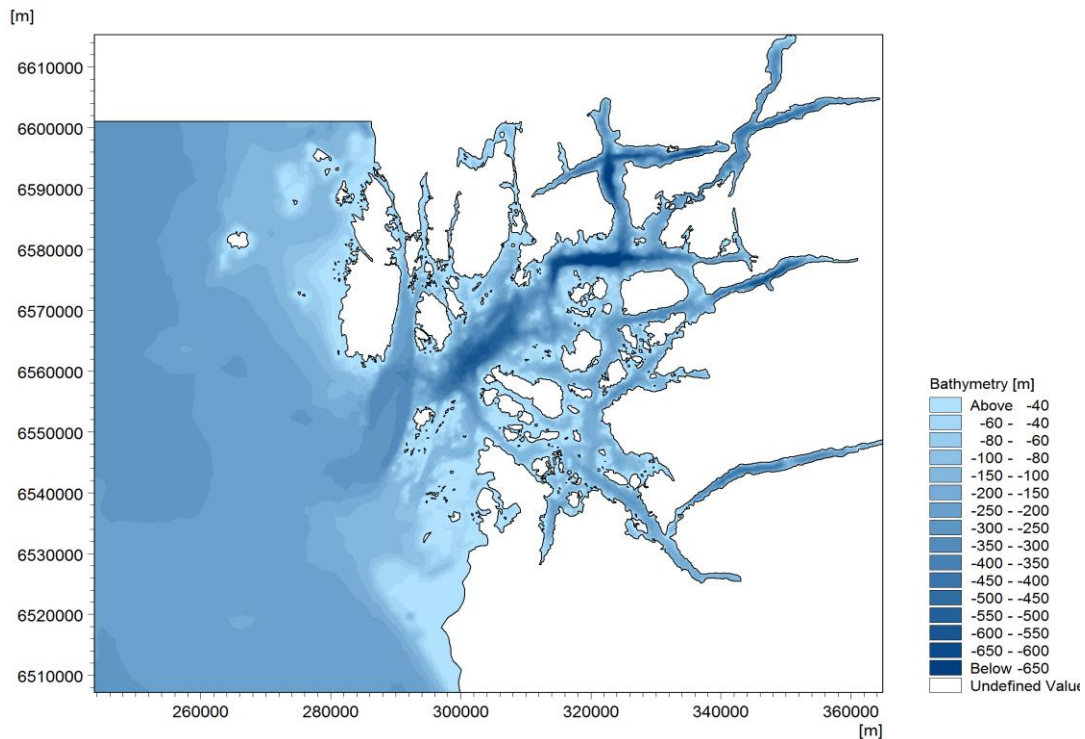 [m]
6610000
6600000
6590000
6580000
6570000
6560000
6550000
6540000
6530000
6520000
6510000
260000 280000 300000 320000 340000 360000
[m]
Bathymetry [m]
Above -40
-60 - -40
-80 - -60
-100 - -80
-150 - -100
-200 - -150
-250 - -200
-300 - -250
-350 - -300
-400 - -350
-450 - -400
-500 - -450
-550 - -500
-600 - -550
-650 - -600
Below -650
Undefined Value